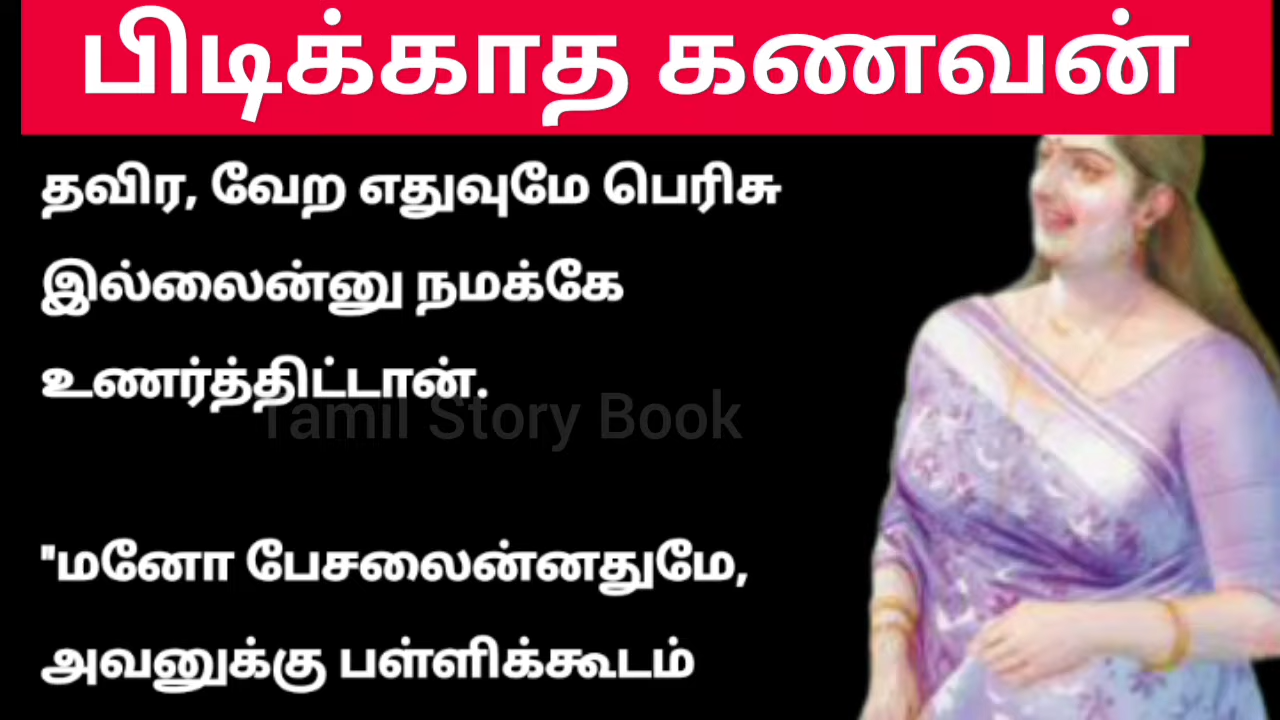 பிடிக்காத கணவன்
தவிர, வேற எதுவுமே பெரிசு
இல்லைன்னு நமக்கே
உணர்த்திட்டான்.
Tamil Story Book
"மனோ பேசலைன்னதுமே,
அவனுக்கு பள்ளிக்கூடம்